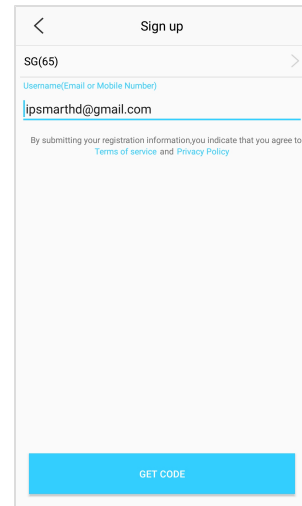 Sign up
SG(65)
Username(Email or Mobile Number)
ipsmarthd@gmail.com
By submitting your registration information,you indicate that you agree to
Terms of service and Privacy Policy
GET CODE